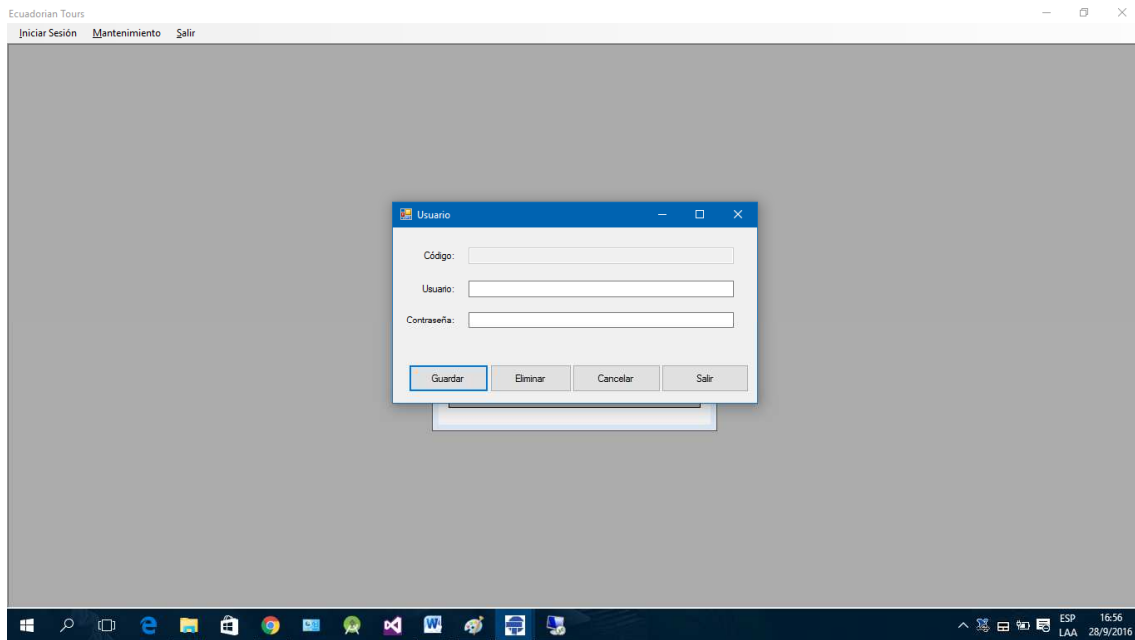 Ecuadorian Tours
Iniciar Sesión Mantenimiento Salir
Usuario
Código:
Usuario:
Contraseña:
Guardar Eliminar Cancelar Salir
ESP 16:56
LAA 28/9/2016